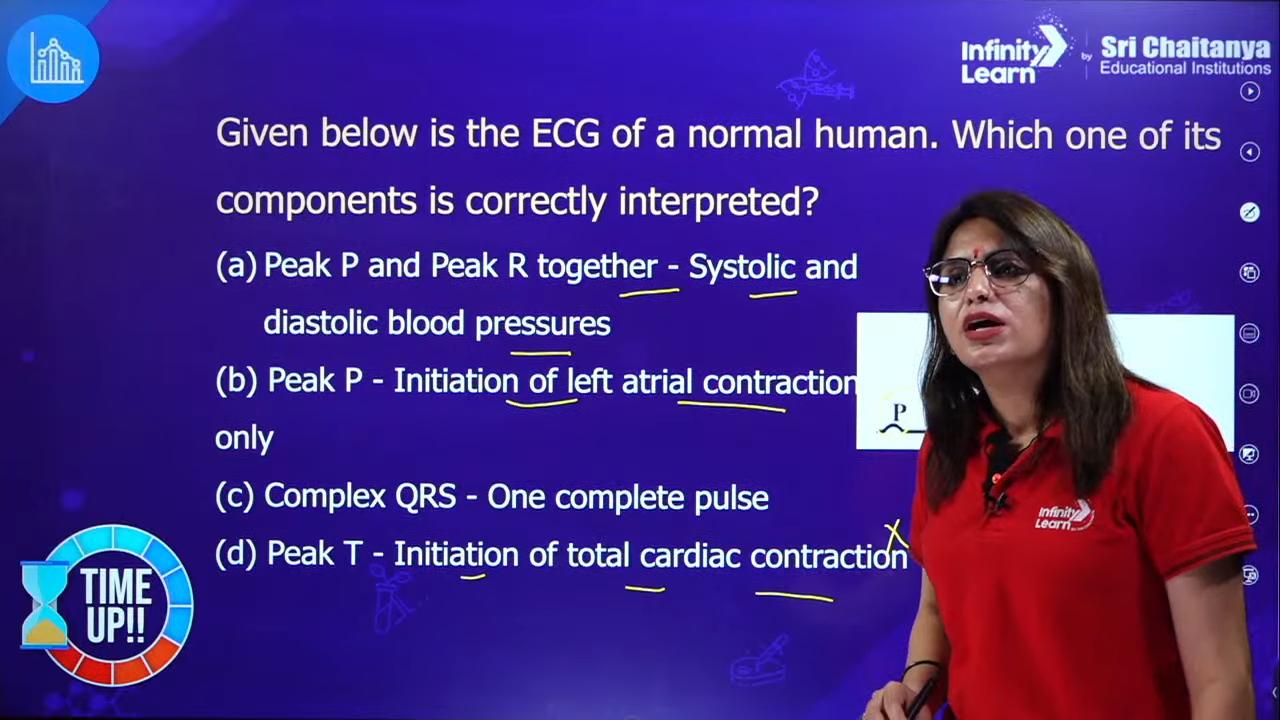 Infinity Learn by Sri Chaitanya Educational Institutions
Given below is the ECG of a normal human. Which one of its
components is correctly interpreted?
(a) Peak P and Peak R together - Systolic and
diastolic blood pressures
(b) Peak P - Initiation of left atrial contraction
only
P
(c) Complex QRS - One complete pulse
(d) Peak T - Initiation of total cardiac contraction
TIME
UP!!
Infinity
Learn